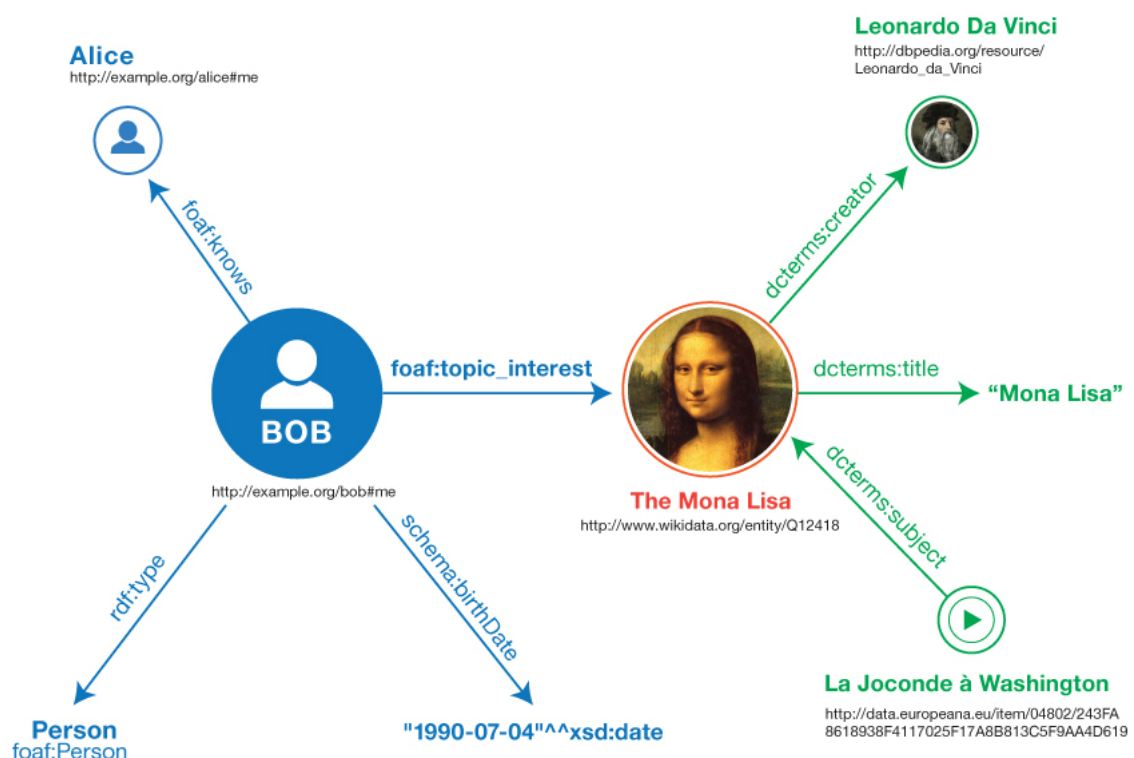 Alice
http://example.org/alice#me
Leonardo Da Vinci
http://dbpedia.org/resource/
Leonardo_da_Vinci
foaf:knows
dcterms:creator
BOB
http://example.org/bob#me
foaf:topic_interest
The Mona Lisa
http://www.wikidata.org/entity/Q12418
dcterms:title
“Mona Lisa”
dcterms:subject
rdf:type
schema:birthDate
Person
foaf:Person
"1990-07-04"^^xsd:date
La Joconde à Washington
http://data.europeana.eu/item/04802/243FA
8618938F4117025F17A8B813C5F9AA4D619